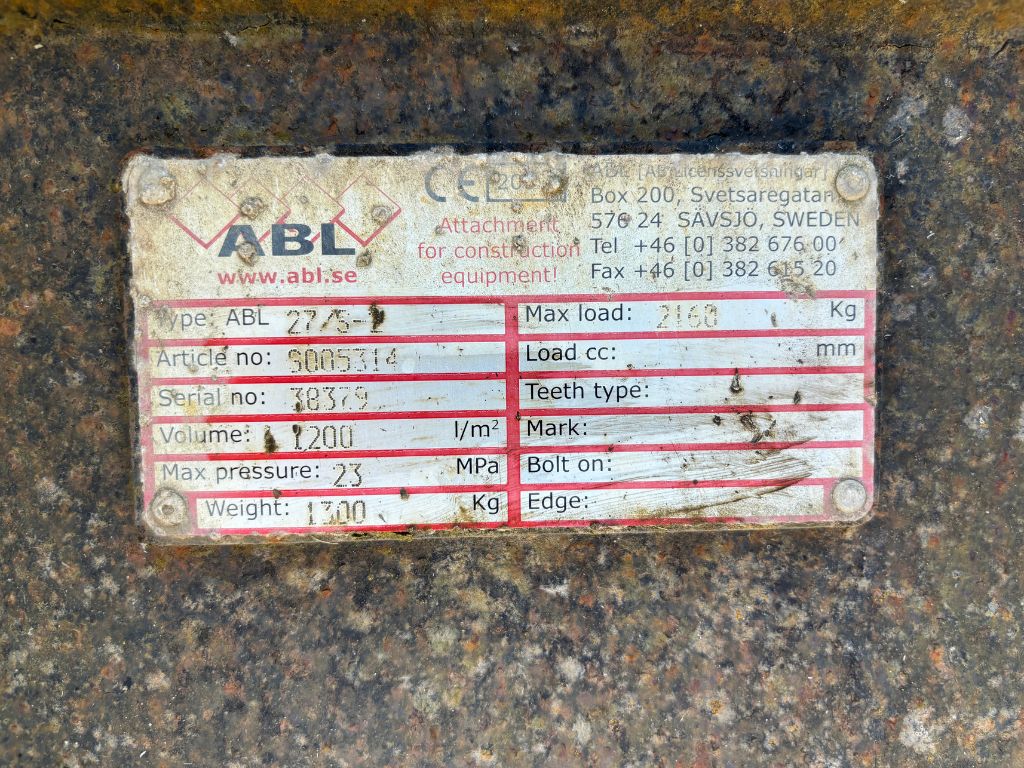 ABL
www.abl.se
CE
Attachment
for construction
equipment!
ABL [AB Licenssvetsningar]
Box 200, Svetsaregatan
576 24 SÄVSJÖ, SWEDEN
Tel +46 [0] 382 676 00
Fax +46 [0] 382 615 20
Type: ABL
Article no: S005314
Serial no: 38379
Volume: 1200 l/m²
Max pressure: 23 MPa
Weight: 1300 Kg
Max load: 2160 Kg
Load cc: mm
Teeth type:
Mark:
Bolt on:
Edge: